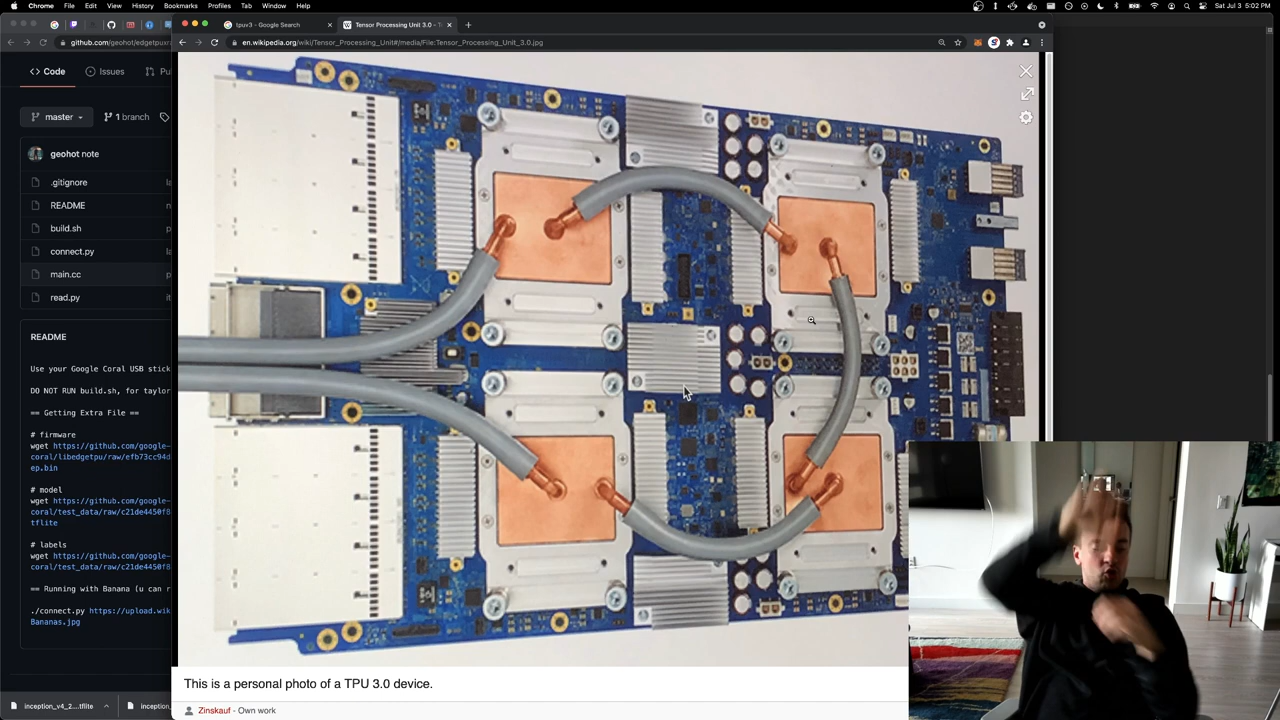 Chrome File Edit View History Bookmarks Profiles Tab Window Help
Sat Jul 3 5:02 PM
tpuv3 - Google Search
Tensor Processing Unit 3.0 - T
github.com/geohot/edgetpuxr
en.wikipedia.org/wiki/Tensor_Processing_Unit#/media/File:Tensor_Processing_Unit_3.0.jpg
Code Issues
master 1 branch
geohot note
.gitignore
README
build.sh
connect.py
main.cc
read.py
README
Use your Google Coral USB stick
DO NOT RUN build.sh, for taylor
== Getting Extra File ==
# firmware
wget https://github.com/google-
coral/libedgetpu/raw/efb73cc94d
ep.bin
# model
wget https://github.com/google-
coral/test_data/raw/c21de4450f8
tflite
# labels
wget https://github.com/google-
coral/test_data/raw/c21de4450f8
== Running with Banana (u can r
./connect.py https://upload.wik
Bananas.jpg
This is a personal photo of a TPU 3.0 device.
Zinskauf - Own work
inception_v4_2....tflite
inception_